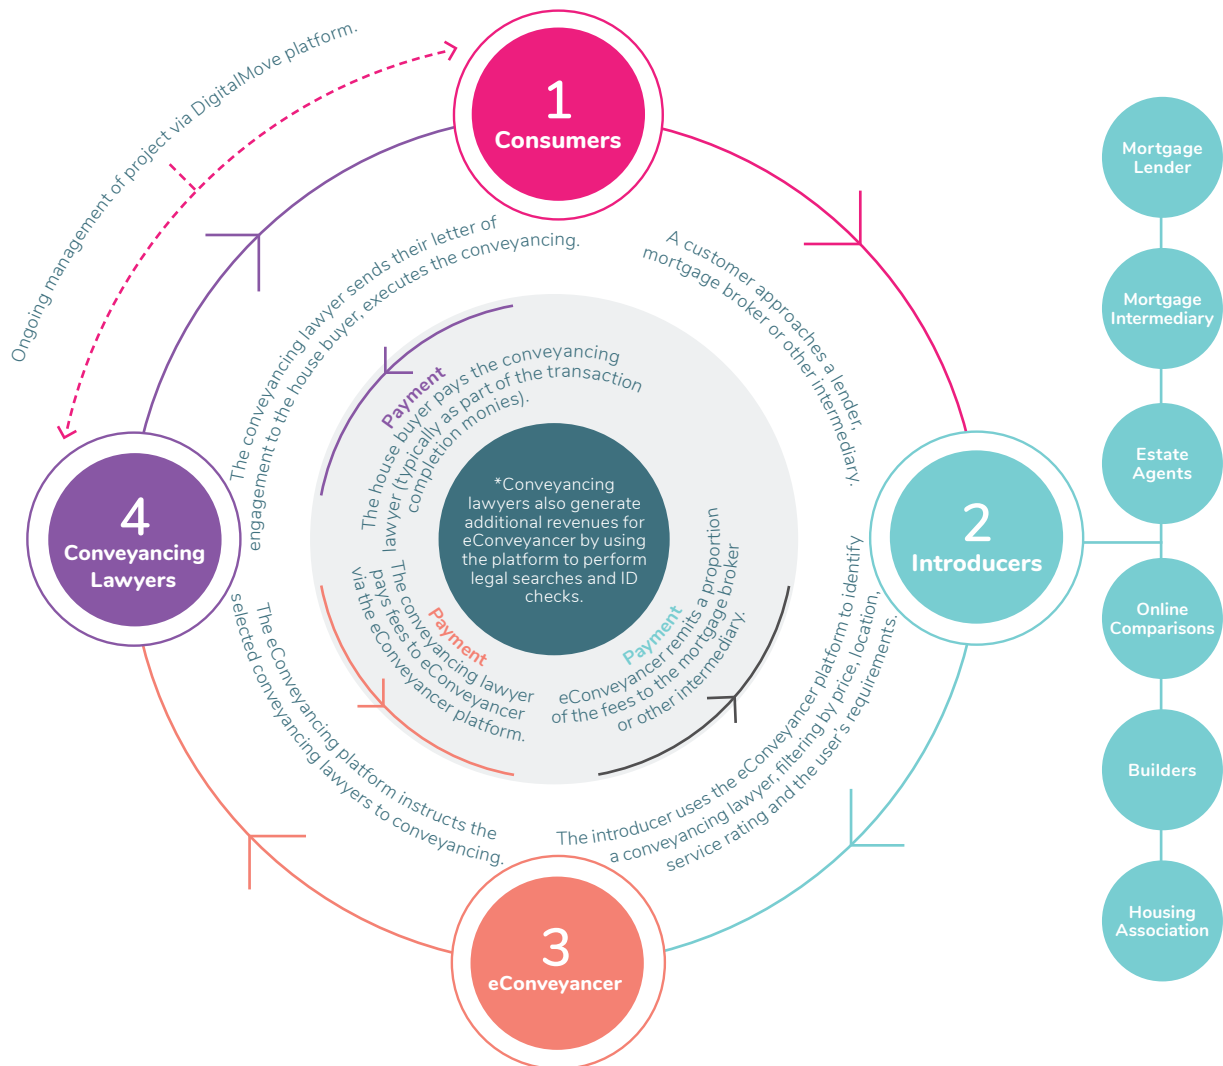 Ongoing management of project via DigitalMove platform.
1
Consumers
A customer approaches a lender,
mortgage broker or other intermediary.
2
Introducers
Mortgage
Lender
Mortgage
Intermediary
Estate
Agents
Online
Comparisons
Builders
Housing
Association
The introducer uses the eConveyancer platform to identify
a conveyancing lawyer, filtering by price, location,
service rating and the user's requirements.
3
eConveyancer
The eConveyancing platform instructs the
selected conveyancing lawyers to conveyancing.
4
Conveyancing
Lawyers
The conveyancing lawyer sends their letter of
engagement to the house buyer, executes the conveyancing.
Payment
The house buyer pays the conveyancing
lawyer (typically as part of the transaction
completion monies).
Payment
The conveyancing lawyer
pays fees to eConveyancer
via the eConveyancer platform.
Payment
eConveyancer remits a proportion
of the fees to the mortgage broker
or other intermediary.
*Conveyancing
lawyers also generate
additional revenues for
eConveyancer by using
the platform to perform
legal searches and ID
checks.